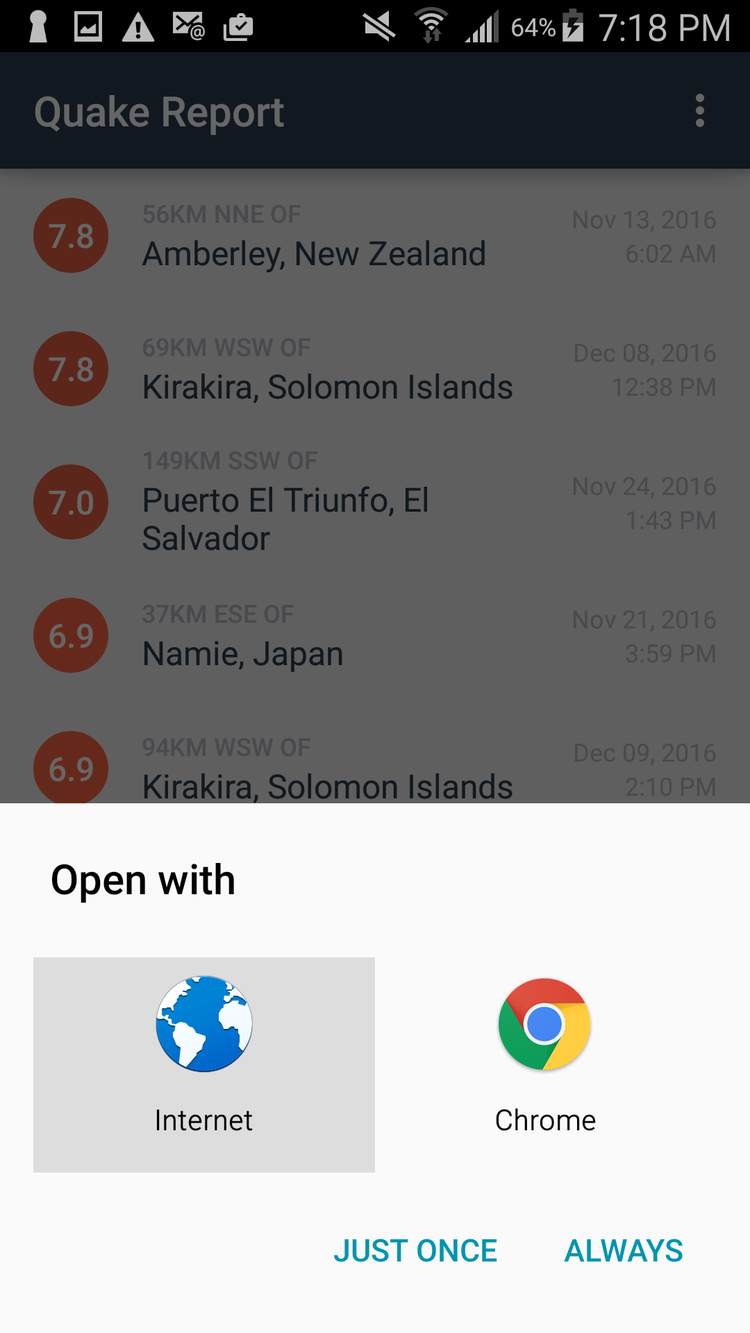 64% 7:18 PM
Quake Report
7.8
56KM NNE OF
Amberley, New Zealand
Nov 13, 2016
6:02 AM
7.8
69KM WSW OF
Kirakira, Solomon Islands
Dec 08, 2016
12:38 PM
7.0
149KM SSW OF
Puerto El Triunfo, El
Salvador
Nov 24, 2016
1:43 PM
6.9
37KM ESE OF
Namie, Japan
Nov 21, 2016
3:59 PM
6.9
94KM WSW OF
Kirakira, Solomon Islands
Dec 09, 2016
2:10 PM
Open with
Internet
Chrome
JUST ONCE
ALWAYS